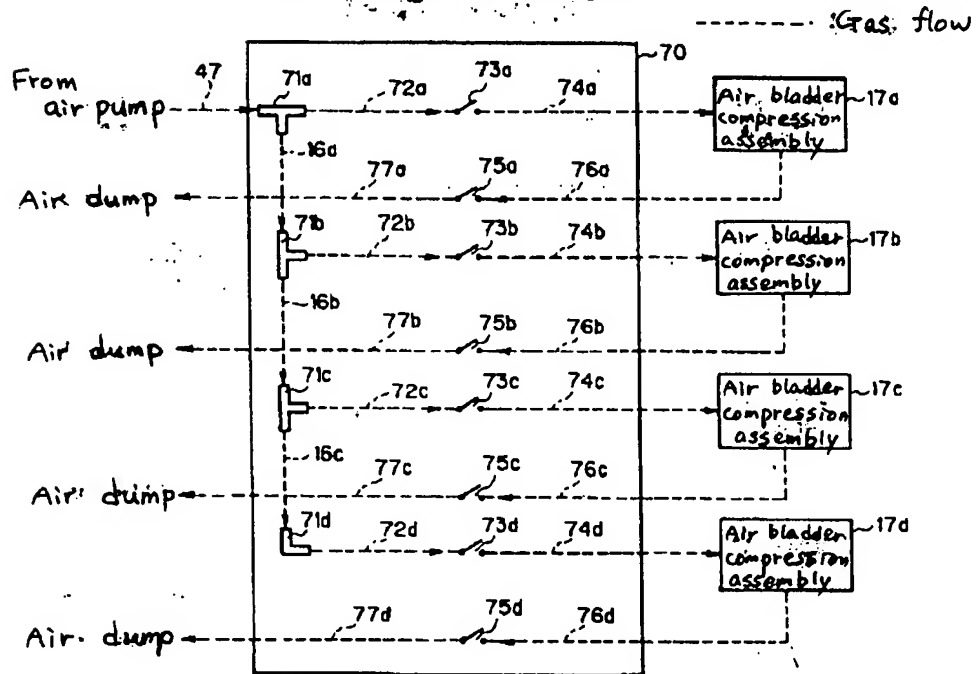 4
: Gas flow
70
From
air pump
47
71a
72a
73a
74a
Air bladder
compression
assembly
17a
16a
77a
75a
76a
Air dump
71b
72b
73b
74b
Air bladder
compression
assembly
17b
16b
77b
75b
76b
Air dump
71c
72c
73c
74c
Air bladder
compression
assembly
17c
16c
77c
75c
76c
Air dump
71d
72d
73d
74d
Air bladder
compression
assembly
17d
77d
75d
76d
Air dump